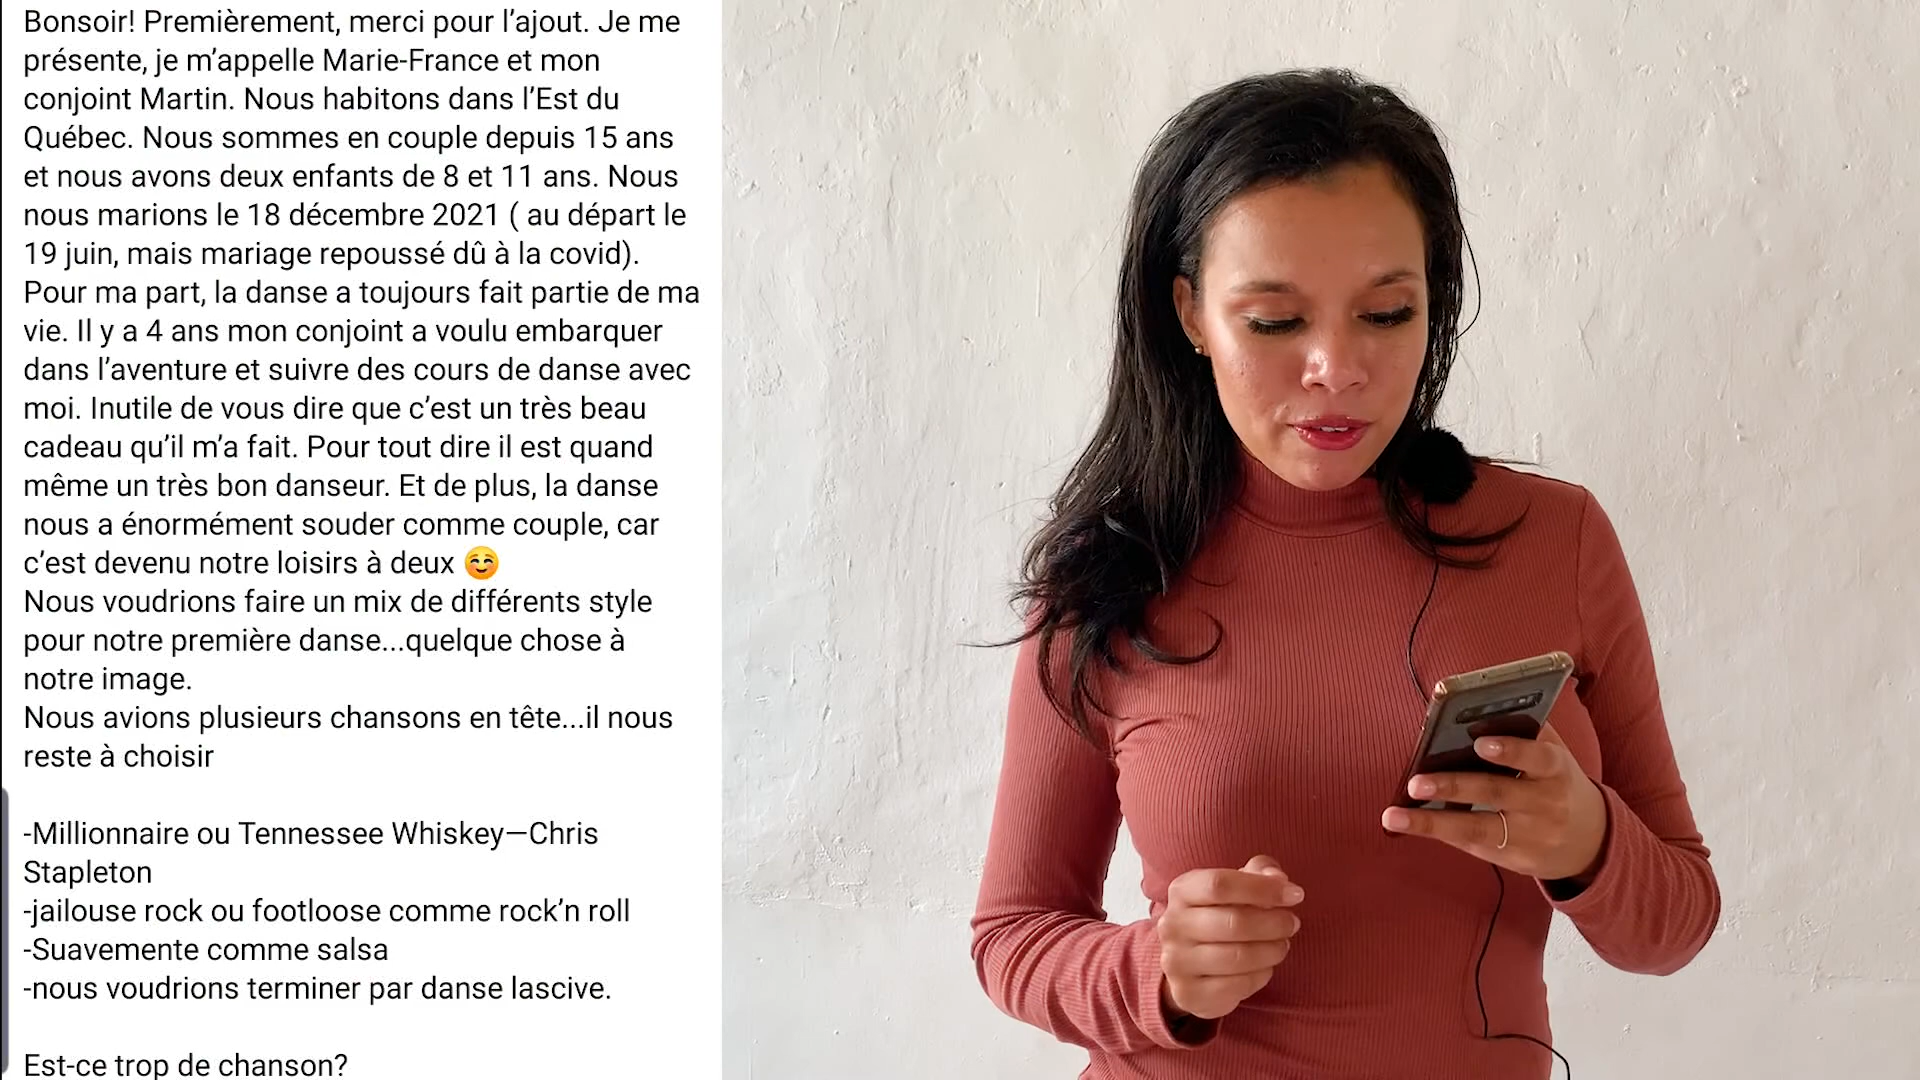 Bonsoir! Premièrement, merci pour l’ajout. Je me
présente, je m’appelle Marie-France et mon
conjoint Martin. Nous habitons dans l’Est du
Québec. Nous sommes en couple depuis 15 ans
et nous avons deux enfants de 8 et 11 ans. Nous
nous marions le 18 décembre 2021 ( au départ le
19 juin, mais mariage repoussé dû à la covid).
Pour ma part, la danse a toujours fait partie de ma
vie. Il y a 4 ans mon conjoint a voulu embarquer
dans l’aventure et suivre des cours de danse avec
moi. Inutile de vous dire que c’est un très beau
cadeau qu’il m’a fait. Pour tout dire il est quand
même un très bon danseur. Et de plus, la danse
nous a énormément souder comme couple, car
c’est devenu notre loisirs à deux ☺️
Nous voudrions faire un mix de différents style
pour notre première danse...quelque chose à
notre image.
Nous avions plusieurs chansons en tête...il nous
reste à choisir
-Millionnaire ou Tennessee Whiskey—Chris
Stapleton
-jailouse rock ou footloose comme rock’n roll
-Suavemente comme salsa
-nous voudrions terminer par danse lascive.
Est-ce trop de chanson?